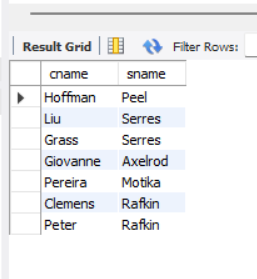 Result Grid Filter Rows:
cname sname
Hoffman Peel
Liu Serres
Grass Serres
Giovanne Axelrod
Pereira Motika
Clemens Rafkin
Peter Rafkin